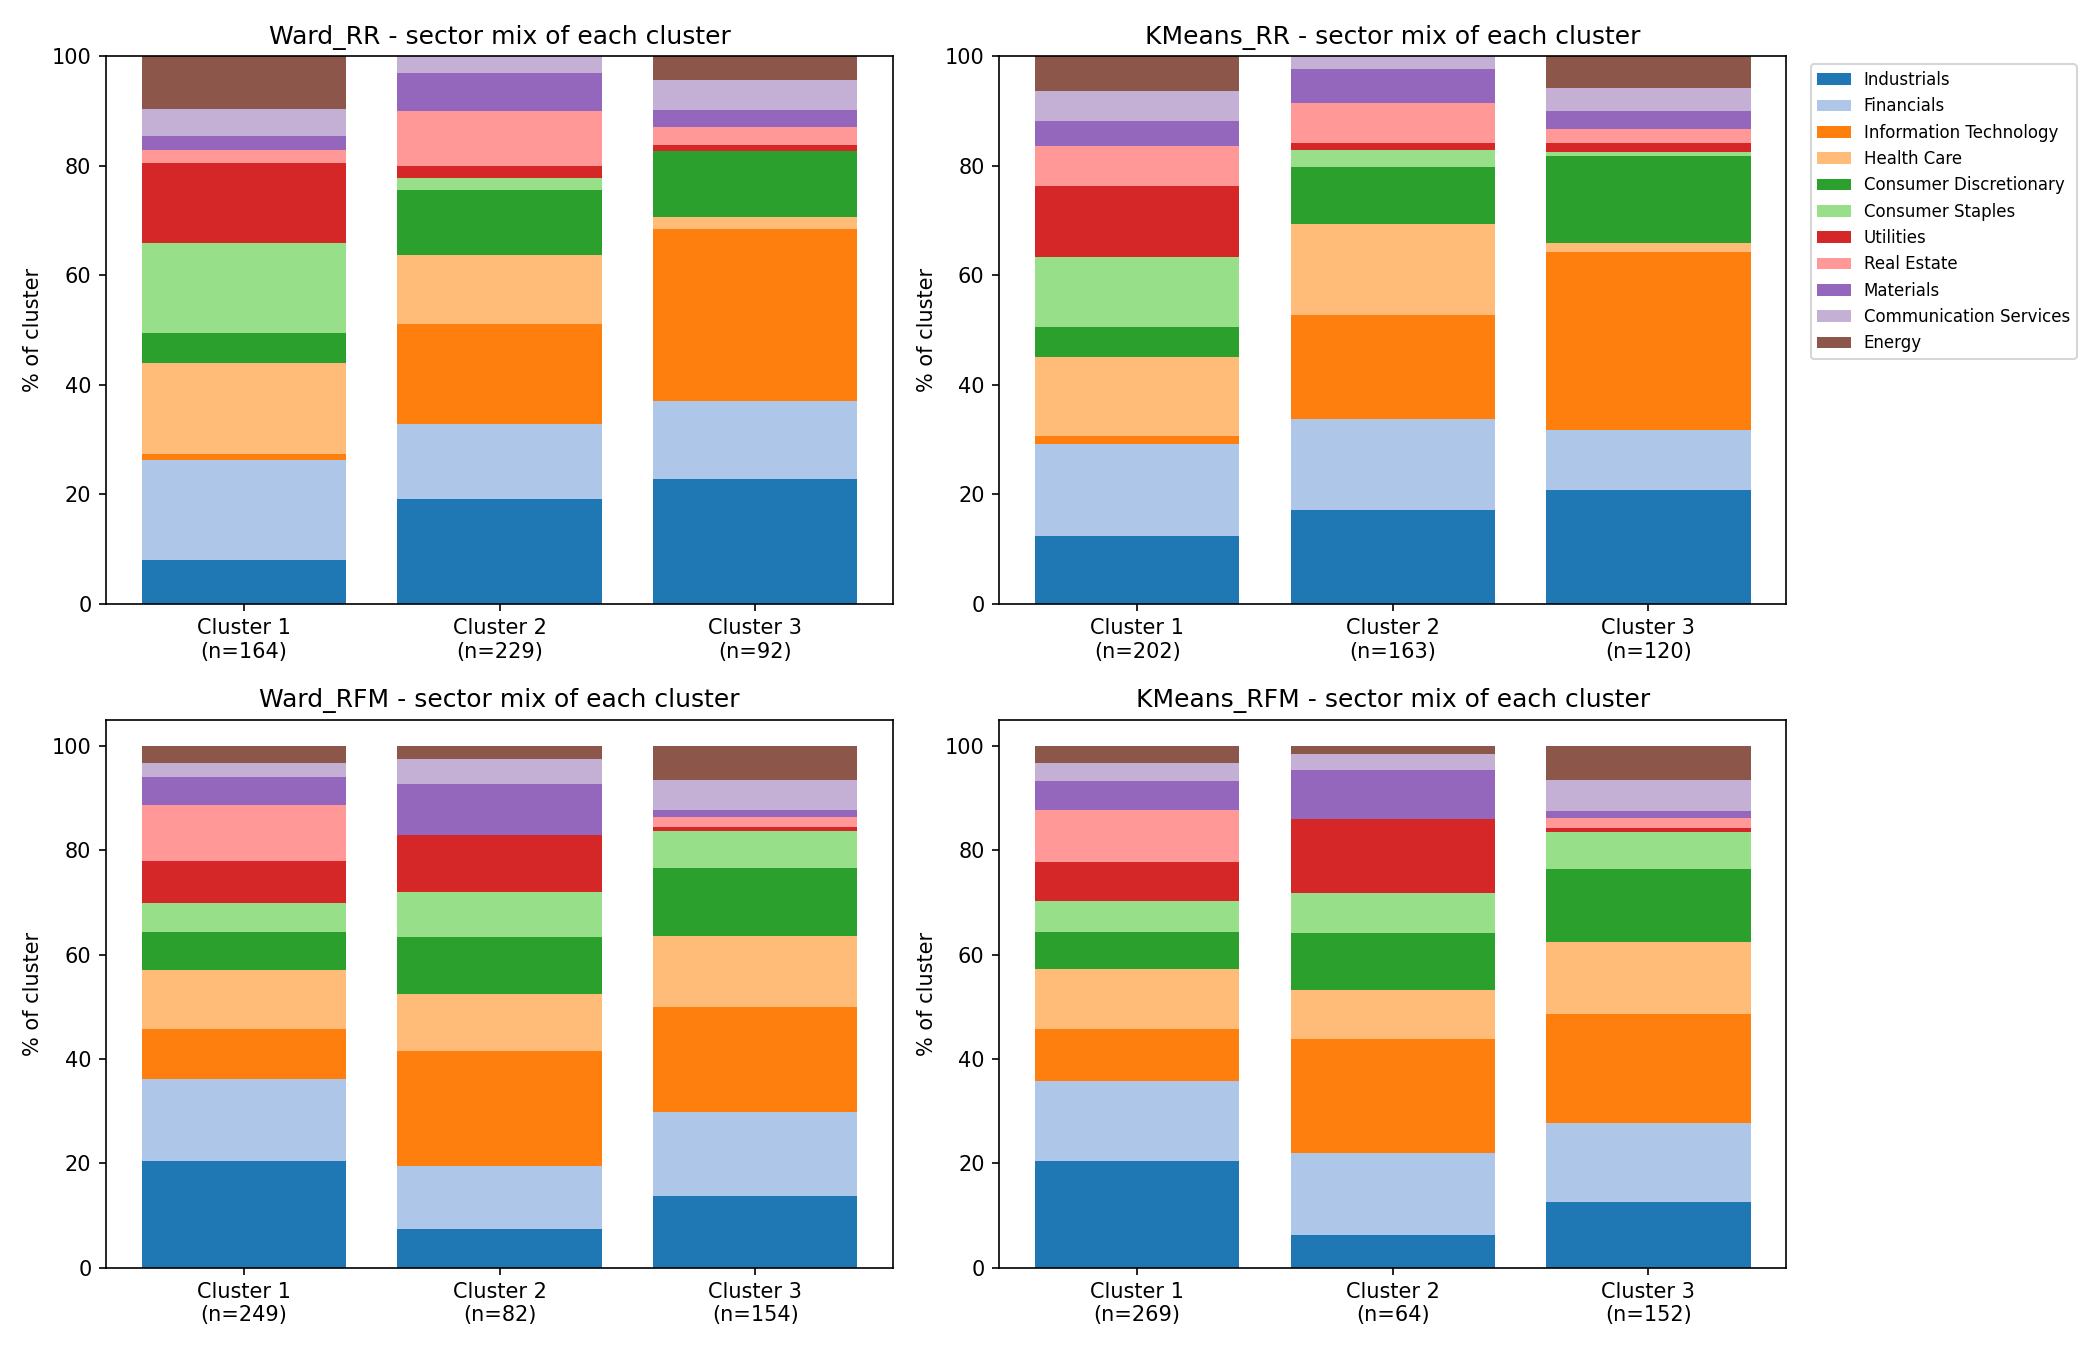 Ward_RR - sector mix of each cluster
100
80
60
40
20
0
% of cluster
Cluster 1
(n=164)
Cluster 2
(n=229)
Cluster 3
(n=92)
KMeans_RR - sector mix of each cluster
100
80
60
40
20
0
% of cluster
Cluster 1
(n=202)
Cluster 2
(n=163)
Cluster 3
(n=120)
Industrials
Financials
Information Technology
Health Care
Consumer Discretionary
Consumer Staples
Utilities
Real Estate
Materials
Communication Services
Energy
Ward_RFM - sector mix of each cluster
100
80
60
40
20
0
% of cluster
Cluster 1
(n=249)
Cluster 2
(n=82)
Cluster 3
(n=154)
KMeans_RFM - sector mix of each cluster
100
80
60
40
20
0
% of cluster
Cluster 1
(n=269)
Cluster 2
(n=64)
Cluster 3
(n=152)